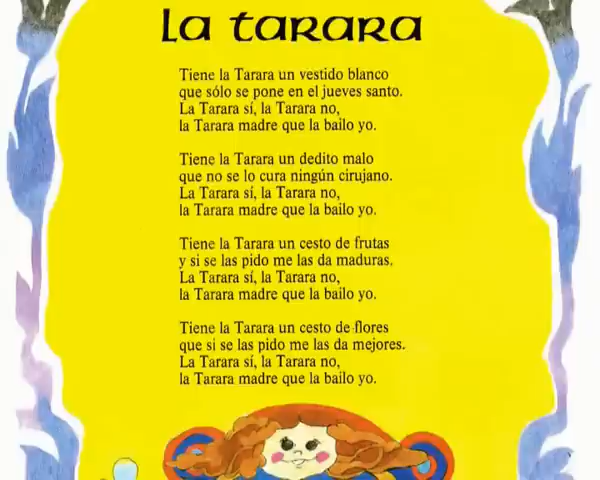 La tarara
Tiene la Tarara un vestido blanco
que sólo se pone en el jueves santo.
La Tarara sí, la Tarara no,
la Tarara madre que la bailo yo.
Tiene la Tarara un dedito malo
que no se lo cura ningún cirujano.
La Tarara sí, la Tarara no,
la Tarara madre que la bailo yo.
Tiene la Tarara un cesto de frutas
y si se las pido me las da maduras.
La Tarara sí, la Tarara no,
la Tarara madre que la bailo yo.
Tiene la Tarara un cesto de flores
que si se las pido me las da mejores.
La Tarara sí, la Tarara no,
la Tarara madre que la bailo yo.